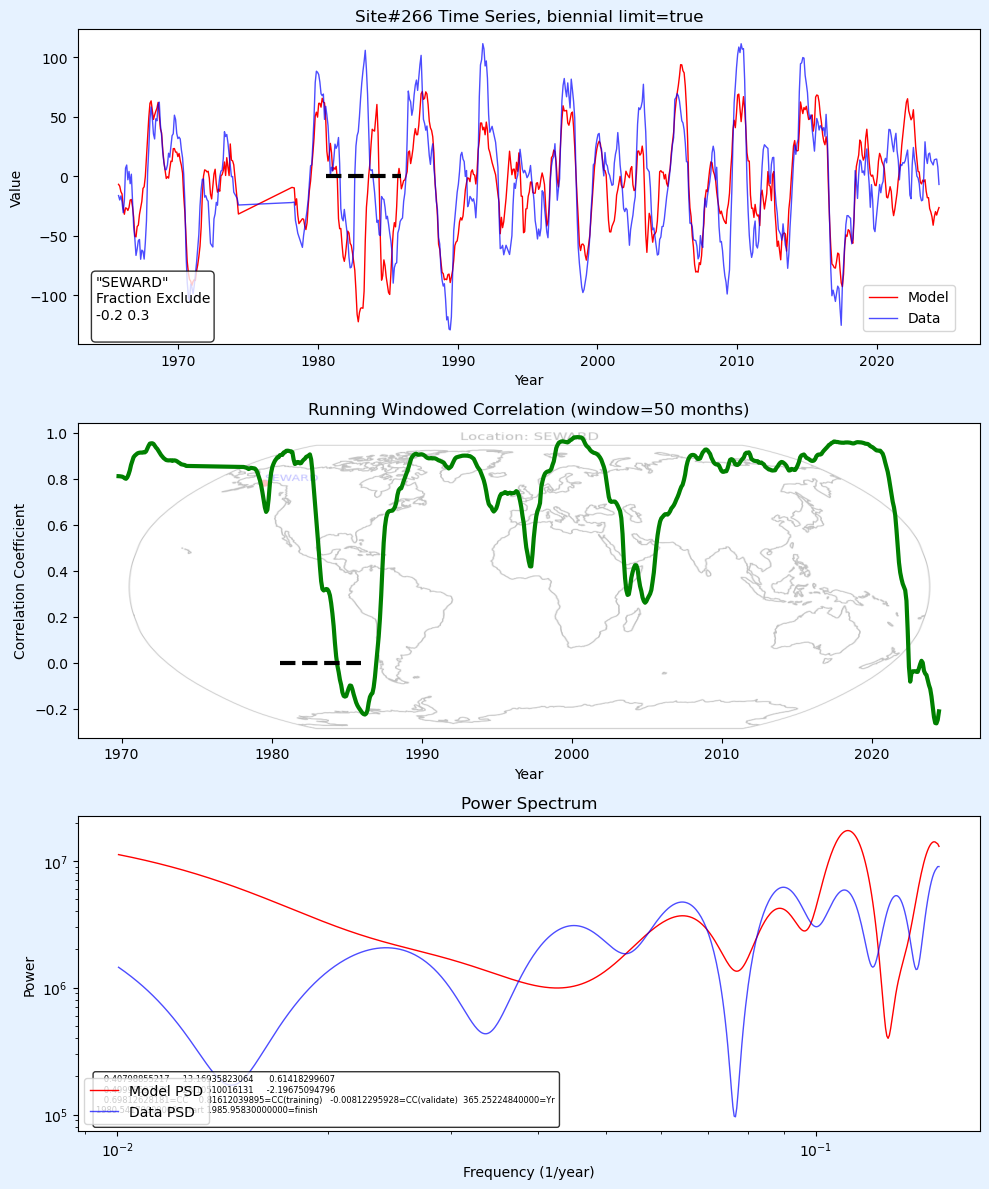 Site#266 Time Series, biennial limit=true
Value
100
50
0
−50
−100
"SEWARD"
Fraction Exclude
-0.2 0.3
Model
Data
1970
1980
1990
2000
2010
2020
Year
Running Windowed Correlation (window=50 months)
Location: SEWARD
SEWARD
Correlation Coefficient
1.0
0.8
0.6
0.4
0.2
0.0
−0.2
1970
1980
1990
2000
2010
2020
Year
Power Spectrum
Power
10^7
10^6
10^5
13.16935823064 0.61418299607
-2.19675094796
0.81612039895=CC(training) -0.00812295928=CC(validate) 365.25224840000=Yr
1985.95830000000=finish
Model PSD
Data PSD
10^−2
10^−1
Frequency (1/year)